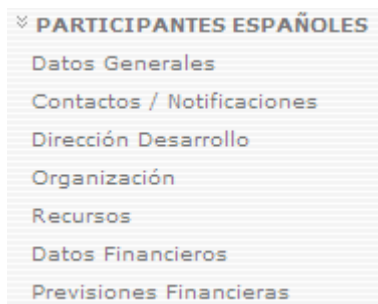 PARTICIPANTES ESPAÑOLES
Datos Generales
Contactos / Notificaciones
Dirección Desarrollo
Organización
Recursos
Datos Financieros
Previsiones Financieras